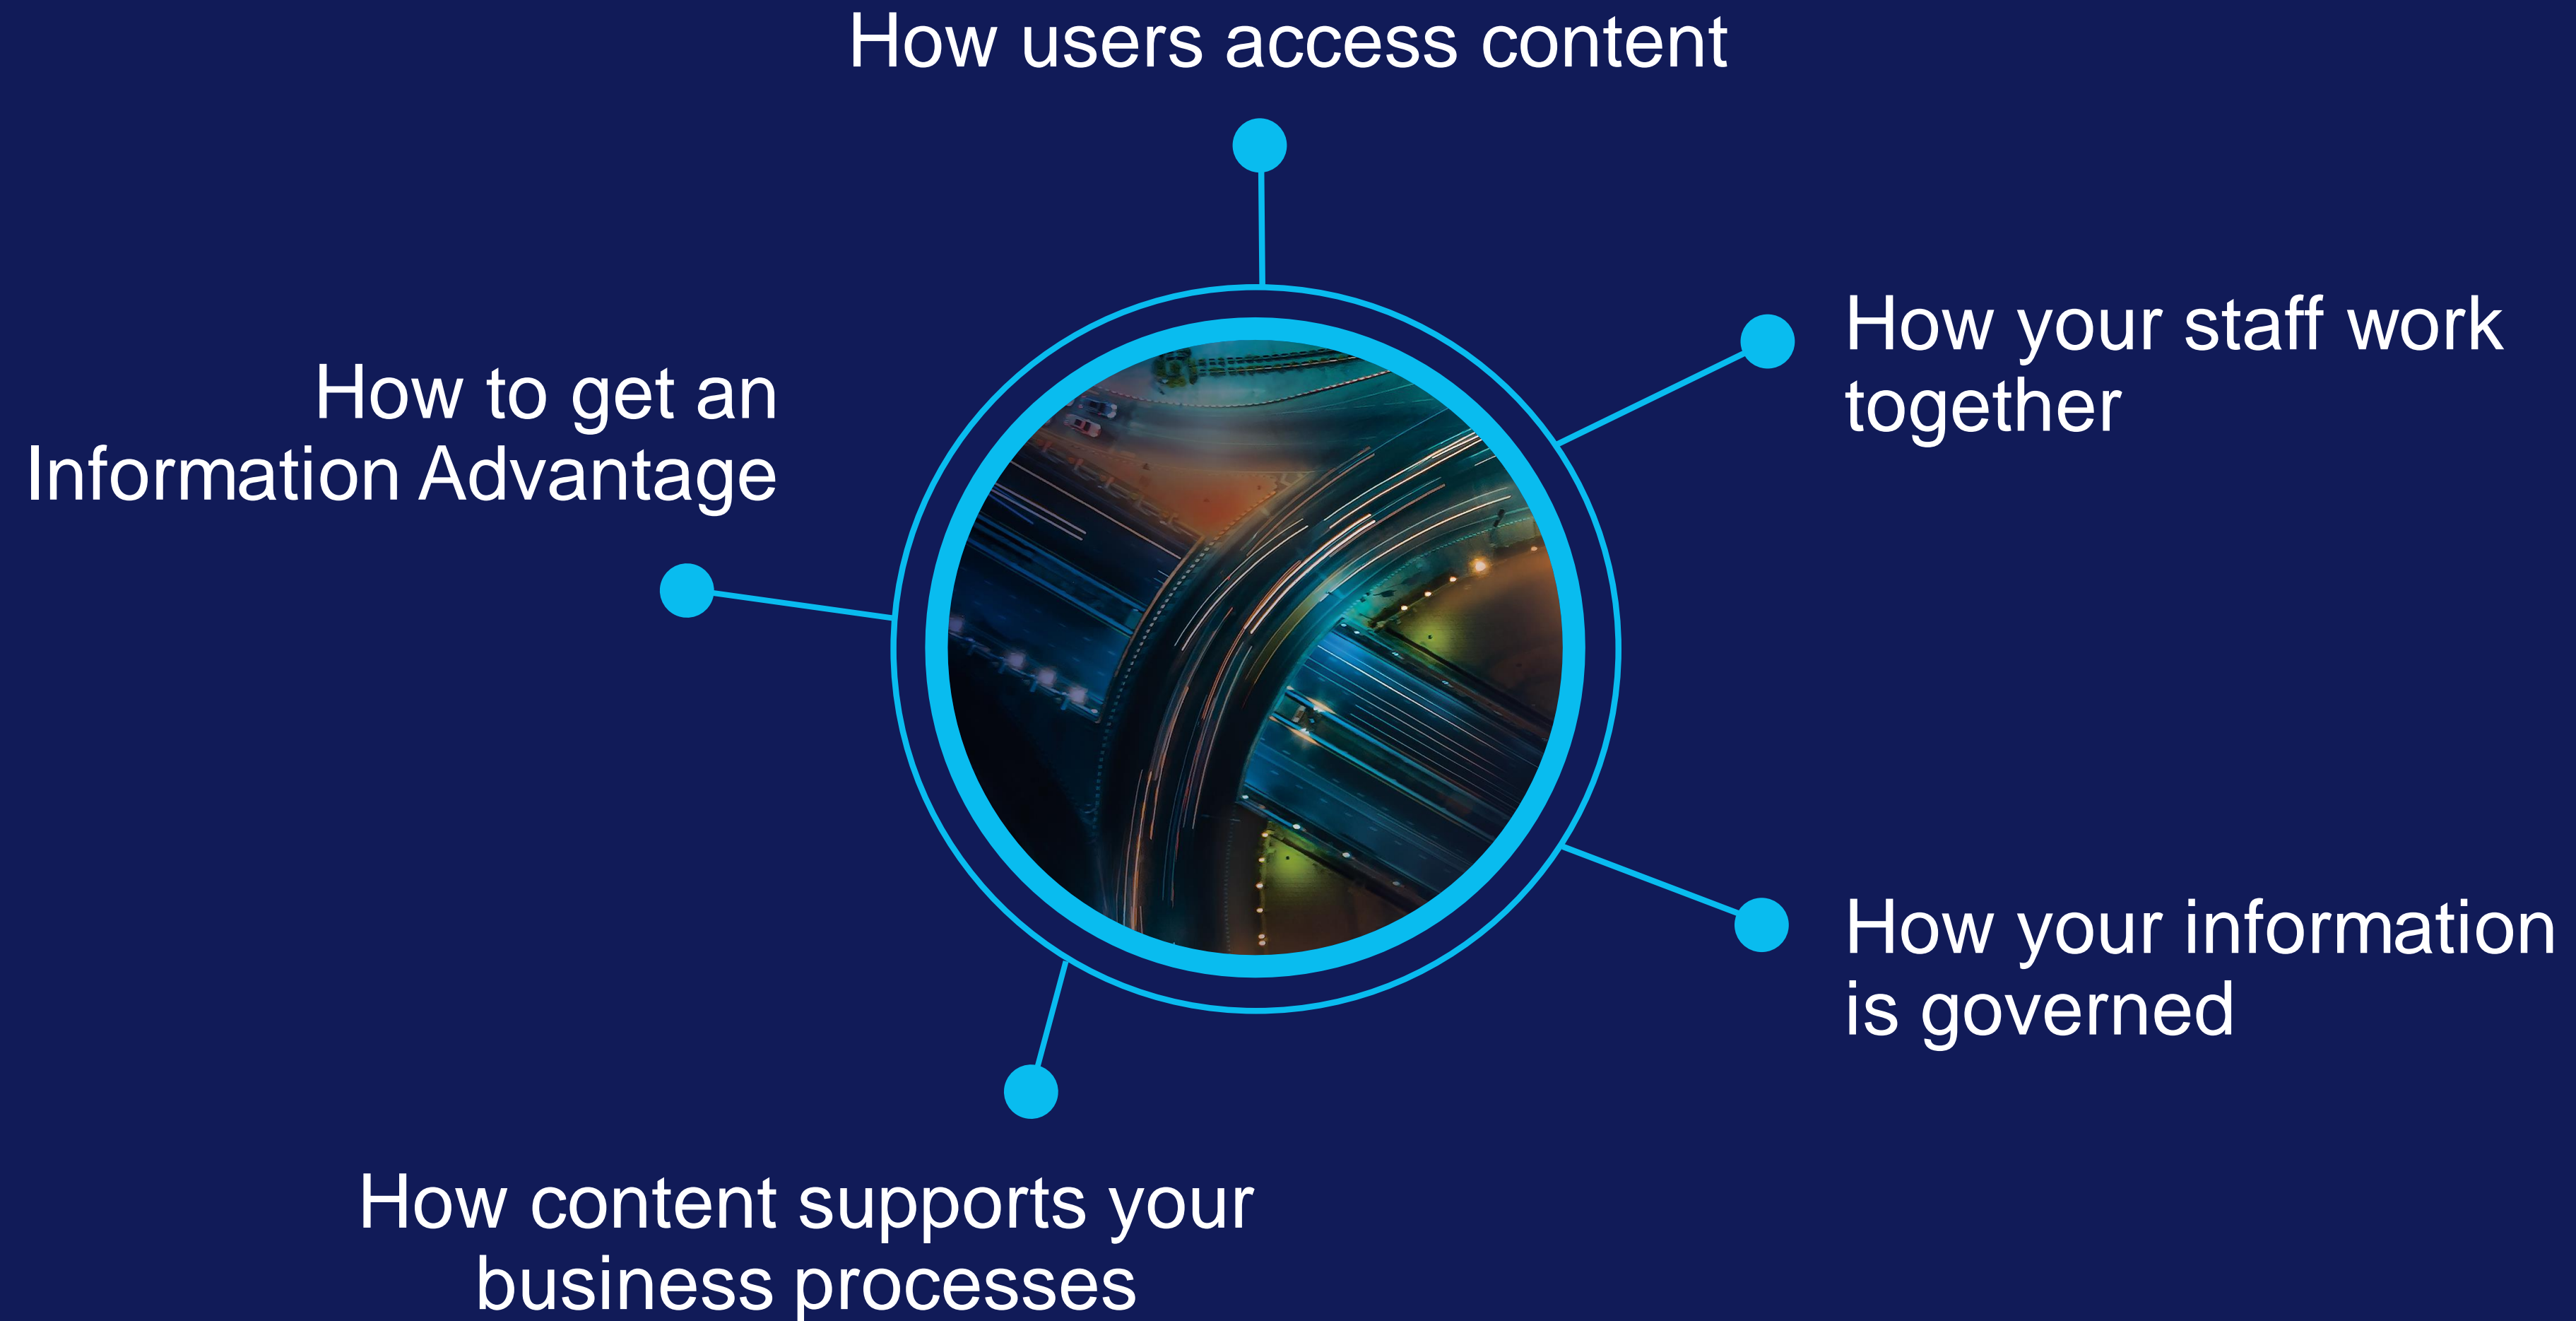 How users access content
How your staff work
together
How your information
is governed
How content supports your
business processes
How to get an
Information Advantage